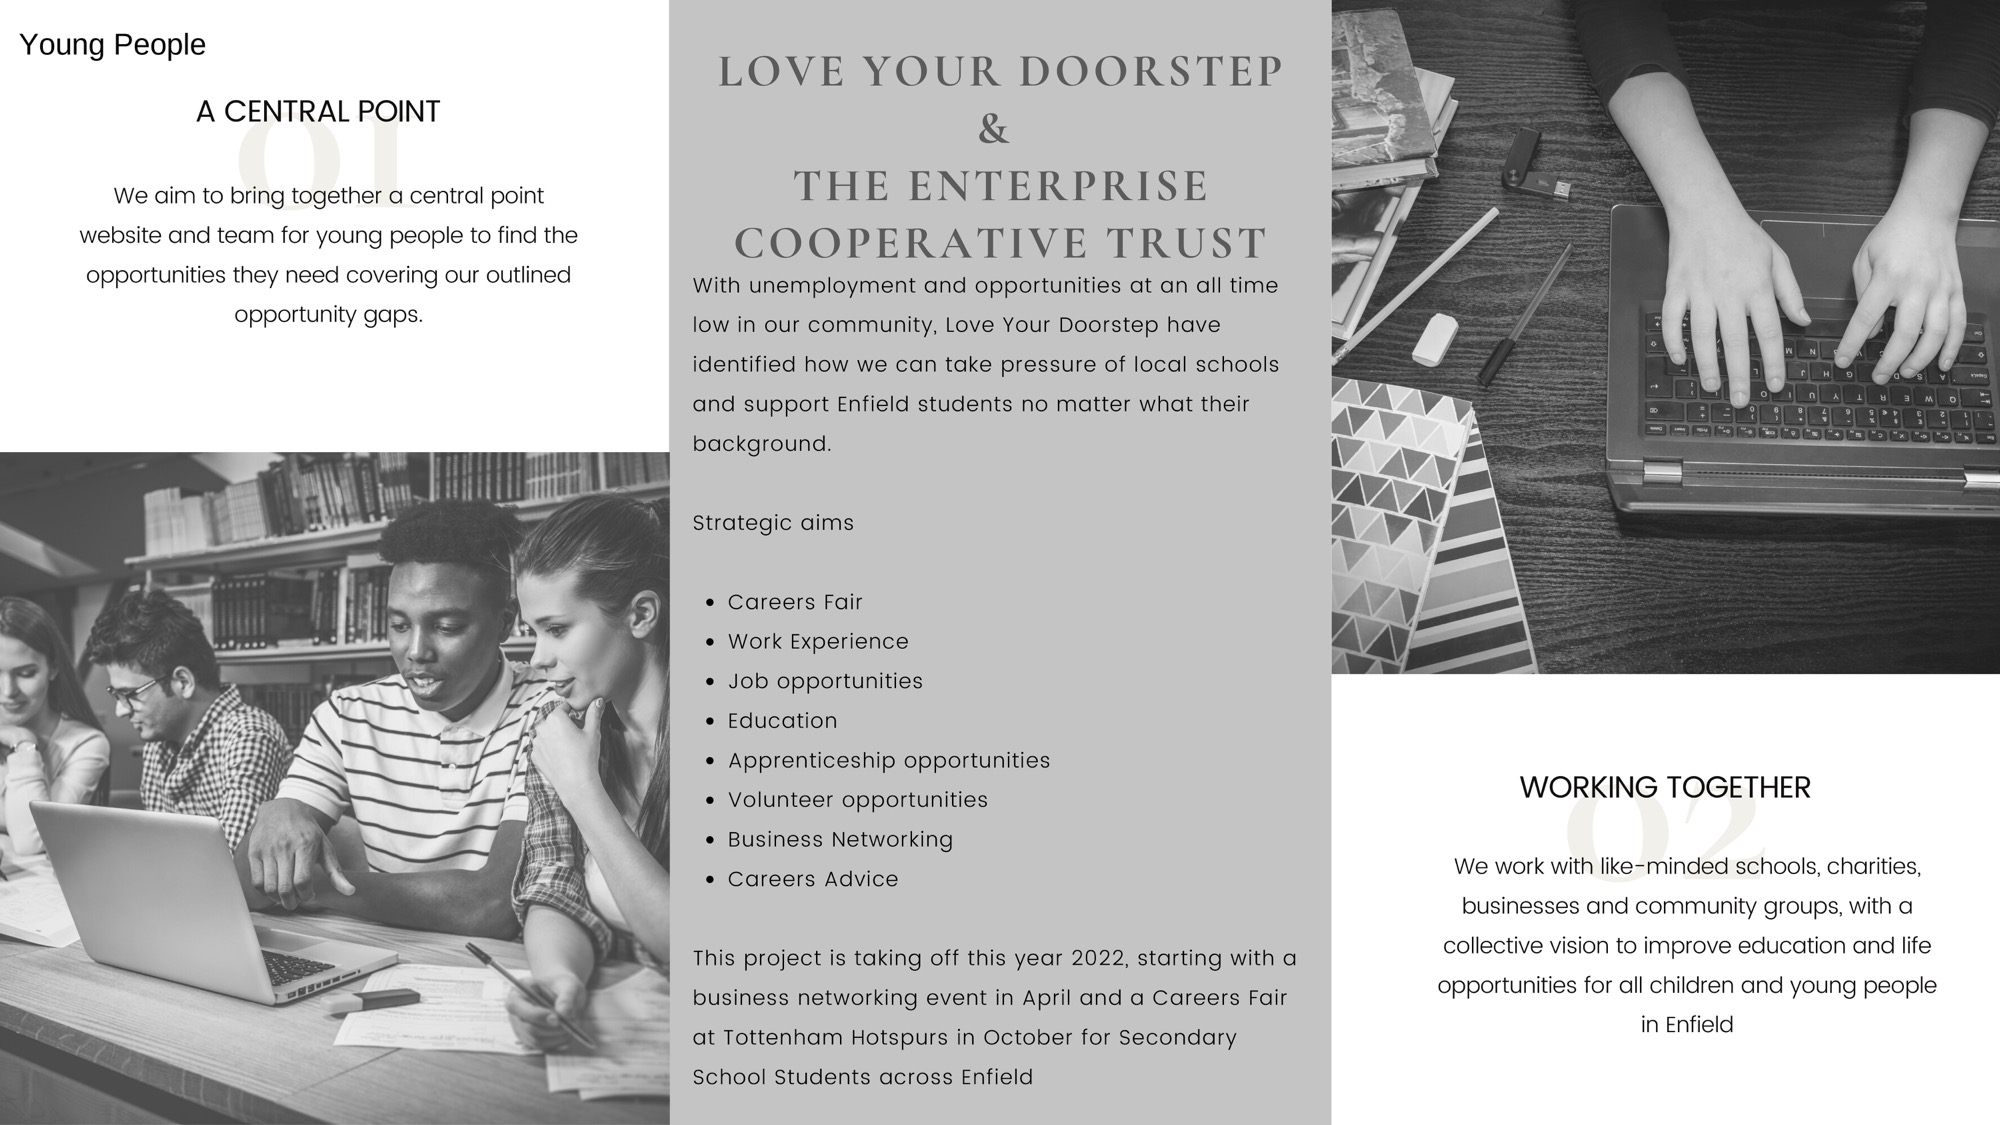 Young People
A CENTRAL POINT
01
We aim to bring together a central point
website and team for young people to find the
opportunities they need covering our outlined
opportunity gaps.
LOVE YOUR DOORSTEP
&
THE ENTERPRISE
COOPERATIVE TRUST
With unemployment and opportunities at an all time
low in our community, Love Your Doorstep have
identified how we can take pressure of local schools
and support Enfield students no matter what their
background.
Strategic aims
• Careers Fair
• Work Experience
• Job opportunities
• Education
• Apprenticeship opportunities
• Volunteer opportunities
• Business Networking
• Careers Advice
This project is taking off this year 2022, starting with a
business networking event in April and a Careers Fair
at Tottenham Hotspurs in October for Secondary
School Students across Enfield
WORKING TOGETHER
02
We work with like-minded schools, charities,
businesses and community groups, with a
collective vision to improve education and life
opportunities for all children and young people
in Enfield